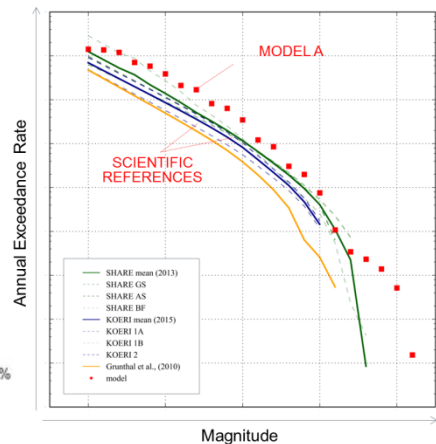 MODEL A
SCIENTIFIC
REFERENCES
Annual Exceedance Rate
SHARE mean (2013)
SHARE GS
SHARE AS
SHARE BF
KOERI mean (2015)
KOERI 1A
KOERI 1B
KOERI 2
Grunthal et al., (2010)
model
%
Magnitude